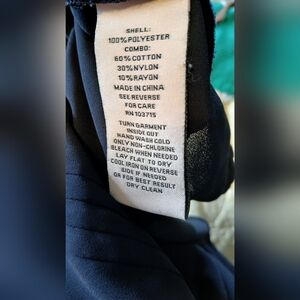 SHELL:
100% POLYESTER
COMBO:
60% COTTON
30% NYLON
10% RAYON
MADE IN CHINA
SEE REVERSE
FOR CARE
RN 103715
TURN GARMENT
INSIDE OUT
HAND WASH COLD
ONLY NON-CHLORINE
BLEACH WHEN NEEDED
LAY FLAT TO DRY
COOL IRON ON REVERSE
SIDE IF NEEDED
OR FOR BEST RESULT
DRY CLEAN